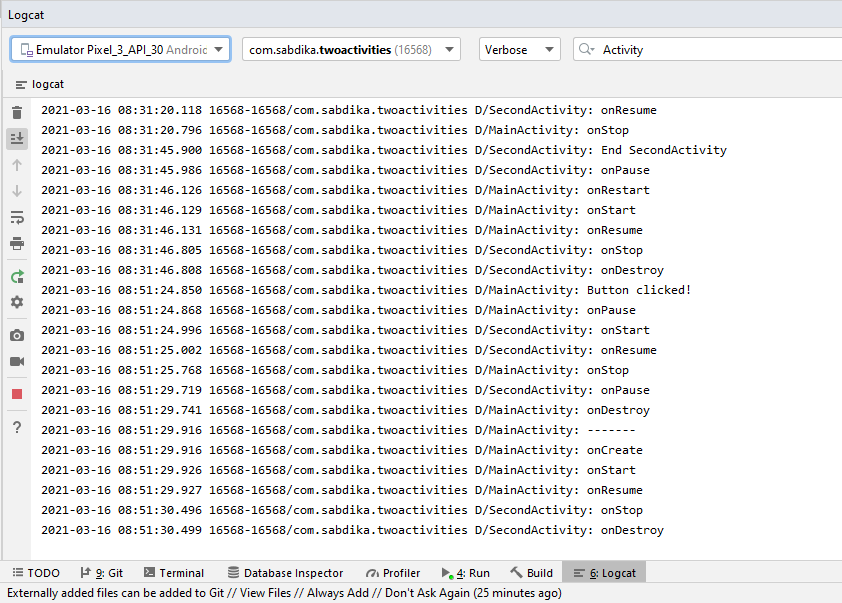 Logcat
Emulator Pixel_3_API_30 Android com.sabdika.twoactivities (16568) Verbose Activity
logcat
2021-03-16 08:31:20.118 16568-16568/com.sabdika.twoactivities D/SecondActivity: onResume
2021-03-16 08:31:20.796 16568-16568/com.sabdika.twoactivities D/MainActivity: onStop
2021-03-16 08:31:45.900 16568-16568/com.sabdika.twoactivities D/SecondActivity: End SecondActivity
2021-03-16 08:31:45.986 16568-16568/com.sabdika.twoactivities D/SecondActivity: onPause
2021-03-16 08:31:46.126 16568-16568/com.sabdika.twoactivities D/MainActivity: onRestart
2021-03-16 08:31:46.129 16568-16568/com.sabdika.twoactivities D/MainActivity: onStart
2021-03-16 08:31:46.131 16568-16568/com.sabdika.twoactivities D/MainActivity: onResume
2021-03-16 08:31:46.805 16568-16568/com.sabdika.twoactivities D/SecondActivity: onStop
2021-03-16 08:31:46.808 16568-16568/com.sabdika.twoactivities D/SecondActivity: onDestroy
2021-03-16 08:51:24.850 16568-16568/com.sabdika.twoactivities D/MainActivity: Button clicked!
2021-03-16 08:51:24.868 16568-16568/com.sabdika.twoactivities D/MainActivity: onPause
2021-03-16 08:51:24.996 16568-16568/com.sabdika.twoactivities D/SecondActivity: onStart
2021-03-16 08:51:25.002 16568-16568/com.sabdika.twoactivities D/SecondActivity: onResume
2021-03-16 08:51:25.768 16568-16568/com.sabdika.twoactivities D/MainActivity: onStop
2021-03-16 08:51:29.719 16568-16568/com.sabdika.twoactivities D/SecondActivity: onPause
2021-03-16 08:51:29.741 16568-16568/com.sabdika.twoactivities D/MainActivity: onDestroy
2021-03-16 08:51:29.916 16568-16568/com.sabdika.twoactivities D/MainActivity: -------
2021-03-16 08:51:29.916 16568-16568/com.sabdika.twoactivities D/MainActivity: onCreate
2021-03-16 08:51:29.926 16568-16568/com.sabdika.twoactivities D/MainActivity: onStart
2021-03-16 08:51:29.927 16568-16568/com.sabdika.twoactivities D/MainActivity: onResume
2021-03-16 08:51:30.496 16568-16568/com.sabdika.twoactivities D/SecondActivity: onStop
2021-03-16 08:51:30.499 16568-16568/com.sabdika.twoactivities D/SecondActivity: onDestroy
TODO 9: Git Terminal Database Inspector Profiler 4: Run Build 6: Logcat
Externally added files can be added to Git // View Files // Always Add // Don't Ask Again (25 minutes ago)